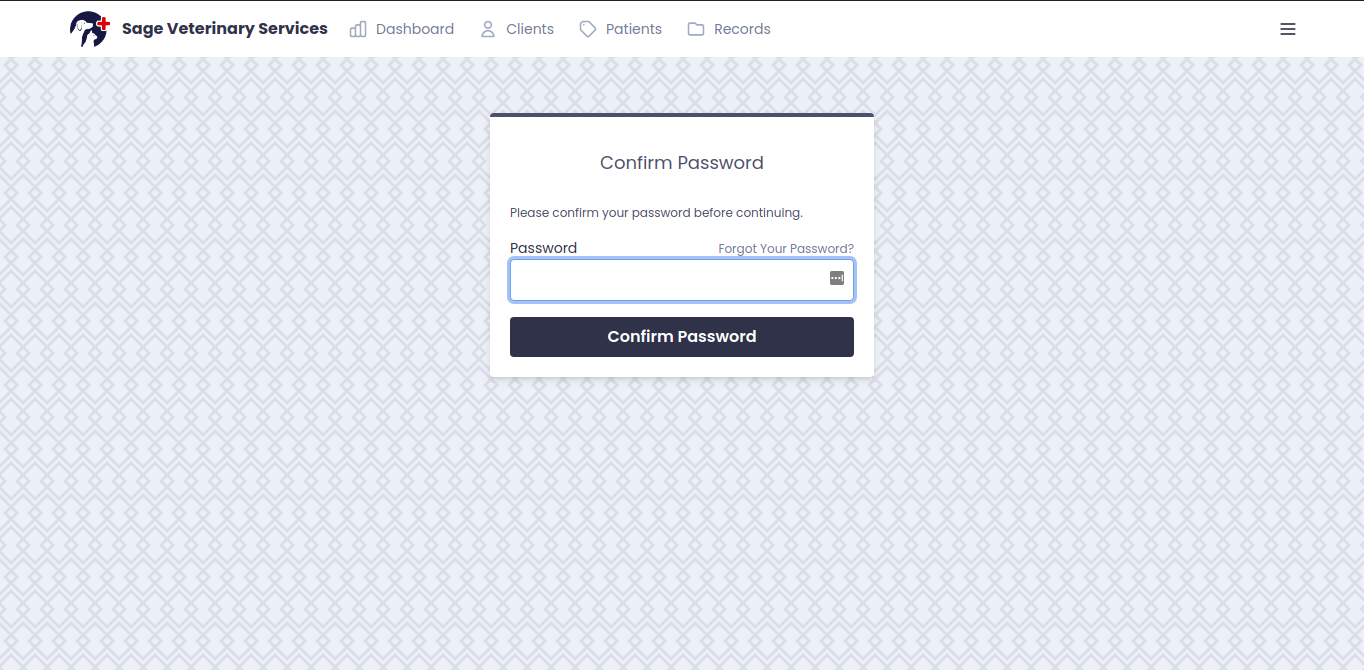 Sage Veterinary Services Dashboard Clients Patients Records
Confirm Password
Please confirm your password before continuing.
Password Forgot Your Password?
Confirm Password